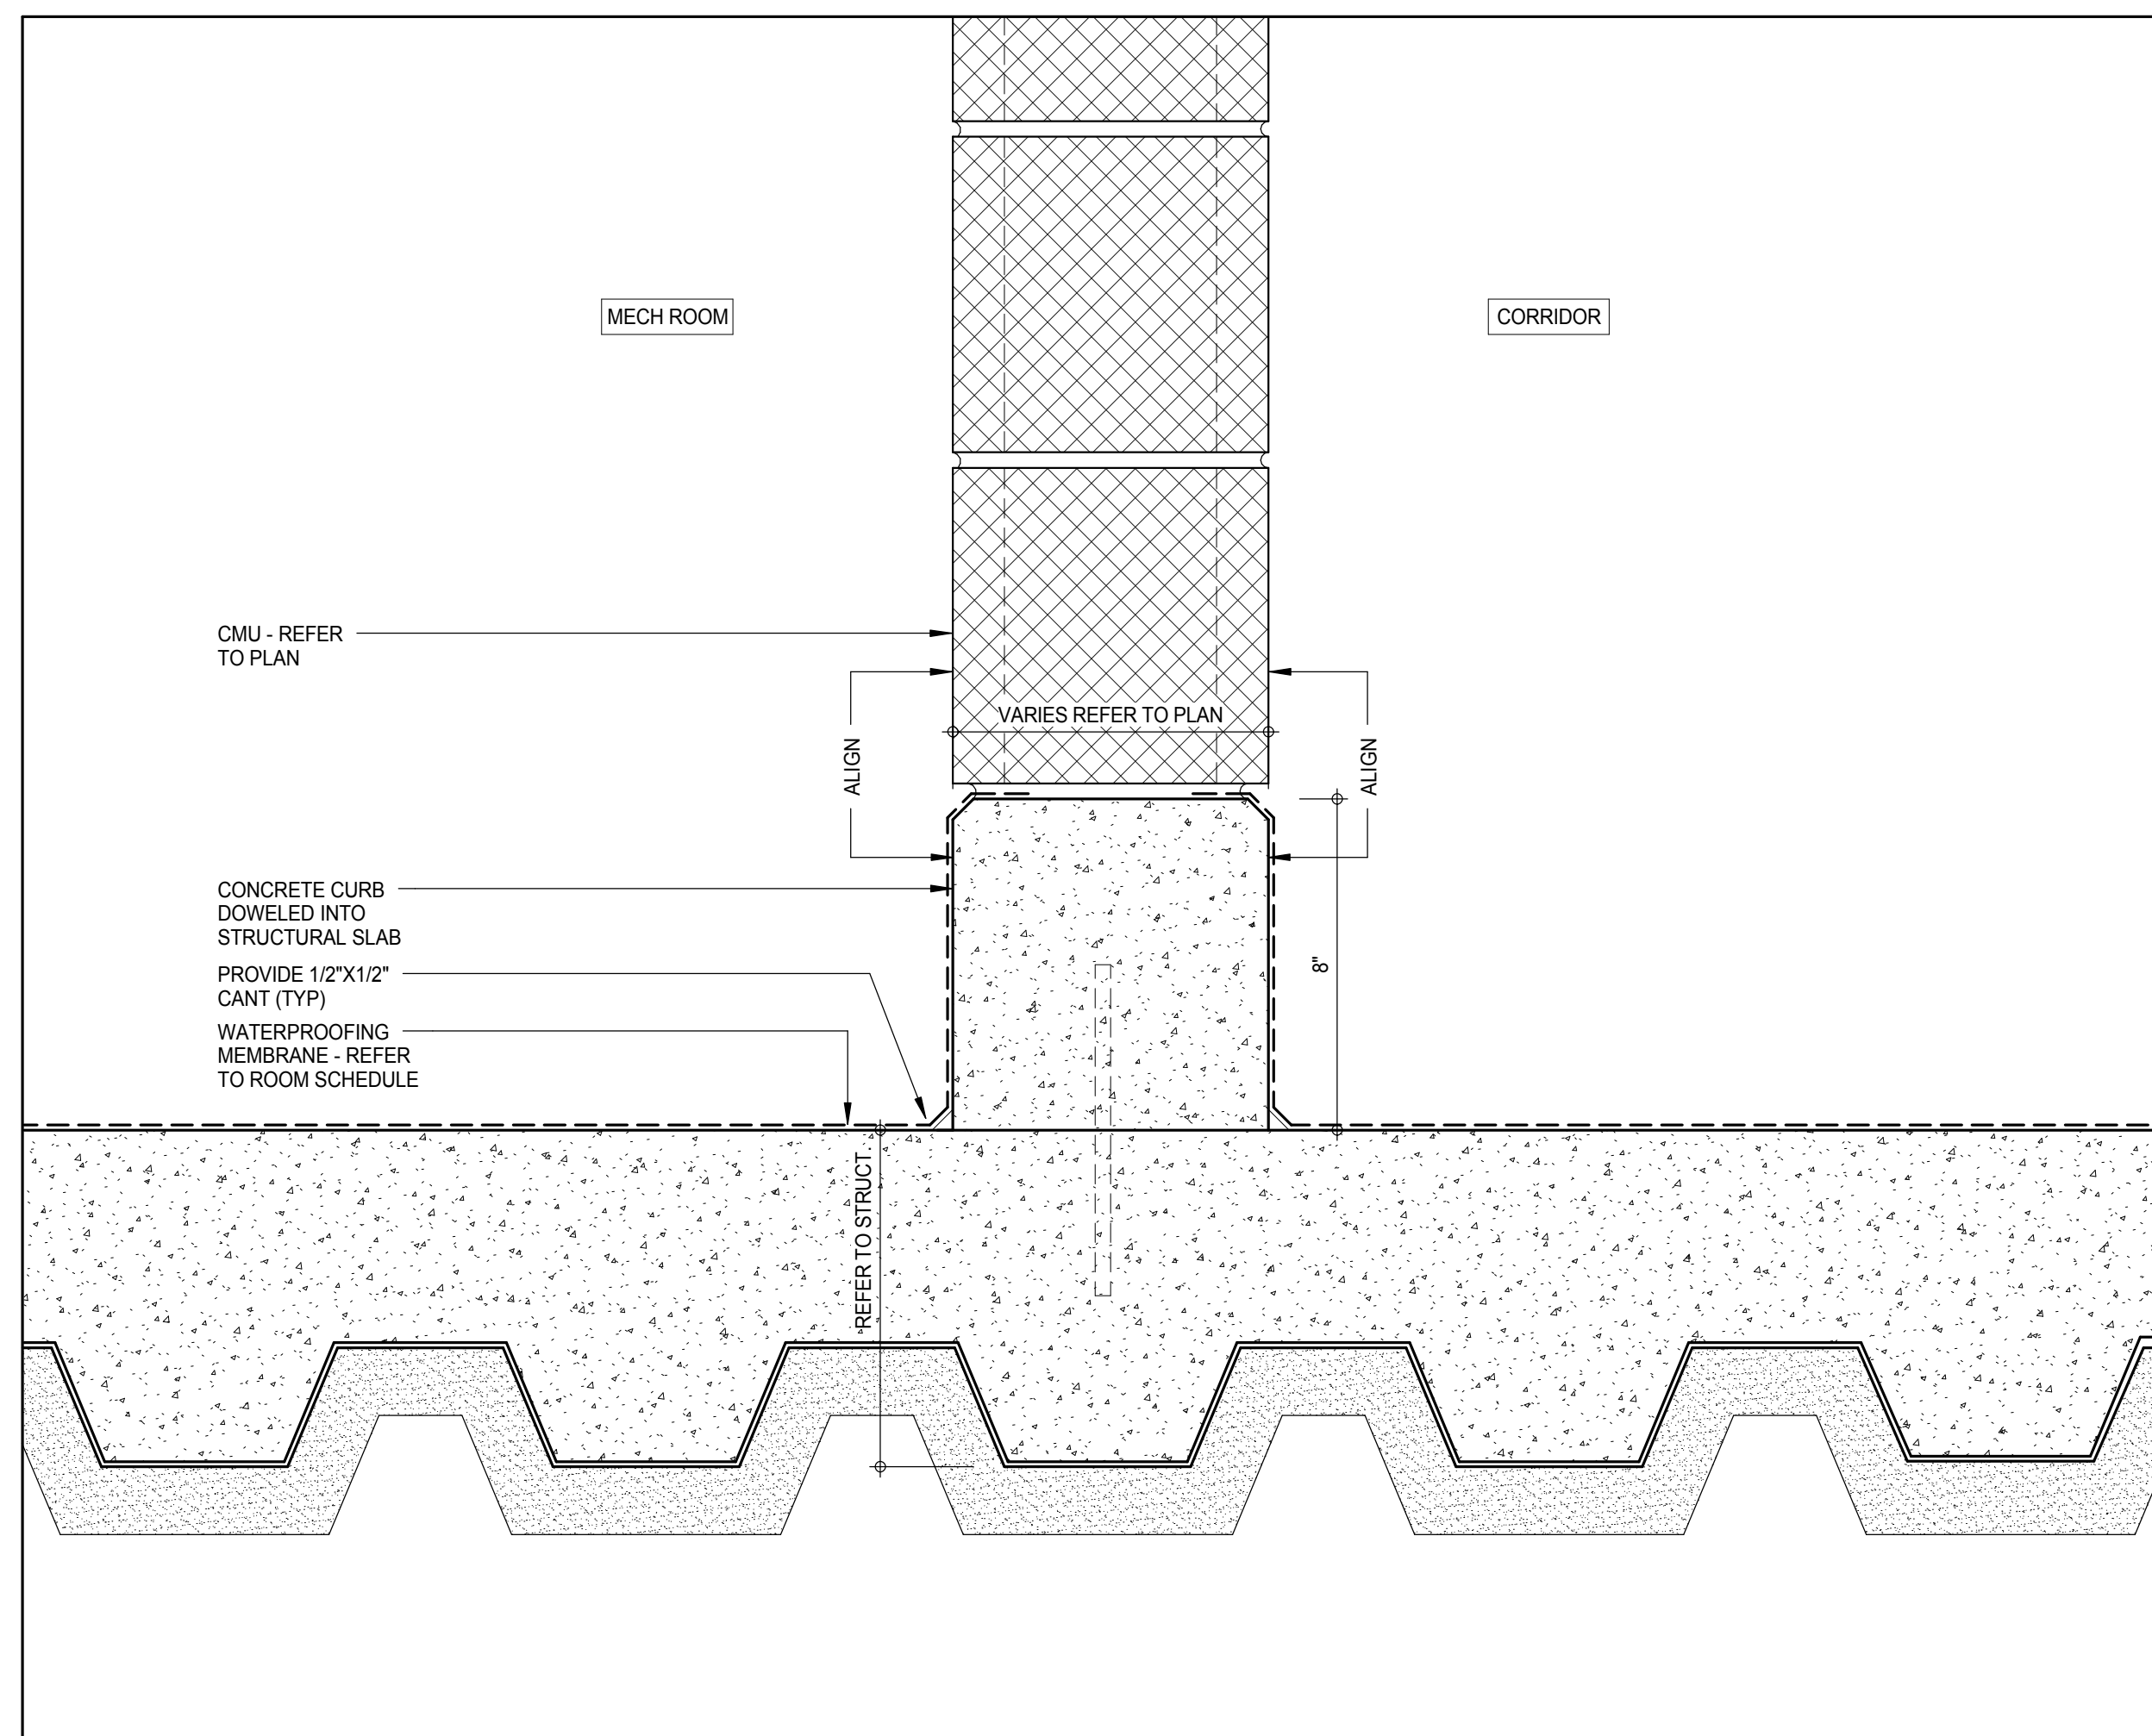 MECH ROOM
CORRIDOR
CMU - REFER
TO PLAN
VARIES REFER TO PLAN
ALIGN
ALIGN
CONCRETE CURB
DOWELED INTO
STRUCTURAL SLAB
8"
PROVIDE 1/2"X1/2"
CANT (TYP)
WATERPROOFING
MEMBRANE - REFER
TO ROOM SCHEDULE
REFER TO STRUCT.